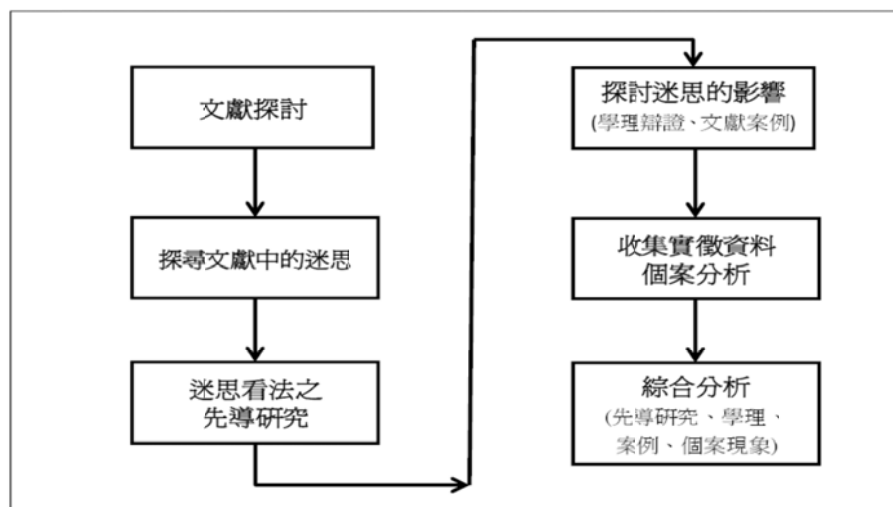 文獻探討
探尋文獻中的迷思
迷思看法之
先導研究
探討迷思的影響
(學理辯證、文獻案例)
收集實徵資料
個案分析
綜合分析
(先導研究、學理、
案例、個案現象)